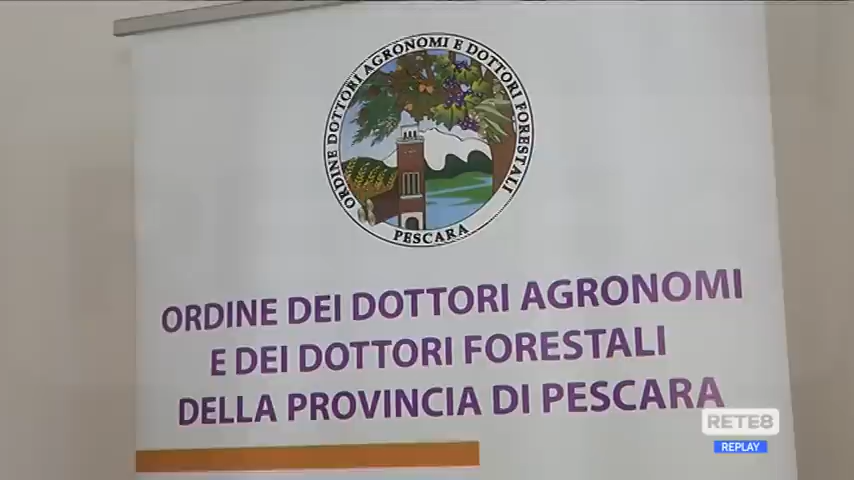 ORDINE DOTTORI AGRONOMI E DOTTORI FORESTALI
PESCARA
ORDINE DEI DOTTORI AGRONOMI
E DEI DOTTORI FORESTALI
DELLA PROVINCIA DI PESCARA
RETE8
REPLAY